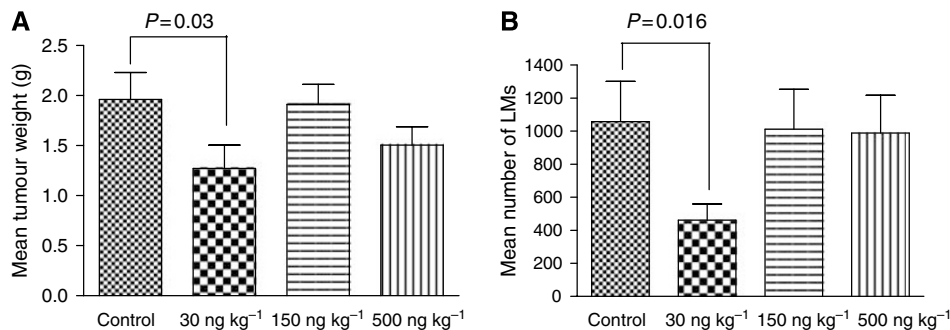 A
P=0.03
Mean tumour weight (g)
2.5
2.0
1.5
1.0
0.5
0.0
Control 30 ng kg⁻¹ 150 ng kg⁻¹ 500 ng kg⁻¹
B
P=0.016
Mean number of LMs
1400
1200
1000
800
600
400
200
0
Control 30 ng kg⁻¹ 150 ng kg⁻¹ 500 ng kg⁻¹